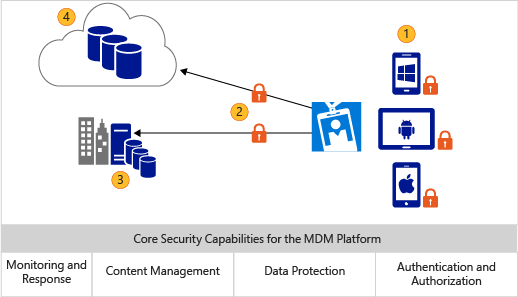 4
1
2
3
Core Security Capabilities for the MDM Platform
Monitoring and
Response
Content Management
Data Protection
Authentication and
Authorization